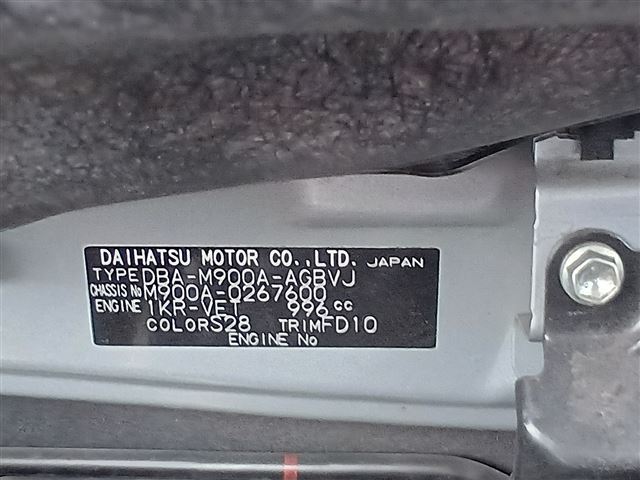 DAIHATSU MOTOR CO.,LTD. JAPAN
TYPE DBA-M900A-AGBVJ
CHASSIS No M900A-0267600
ENGINE 1KR-VET 996 cc
COLOR S28 TRIM FD10
ENGINE No